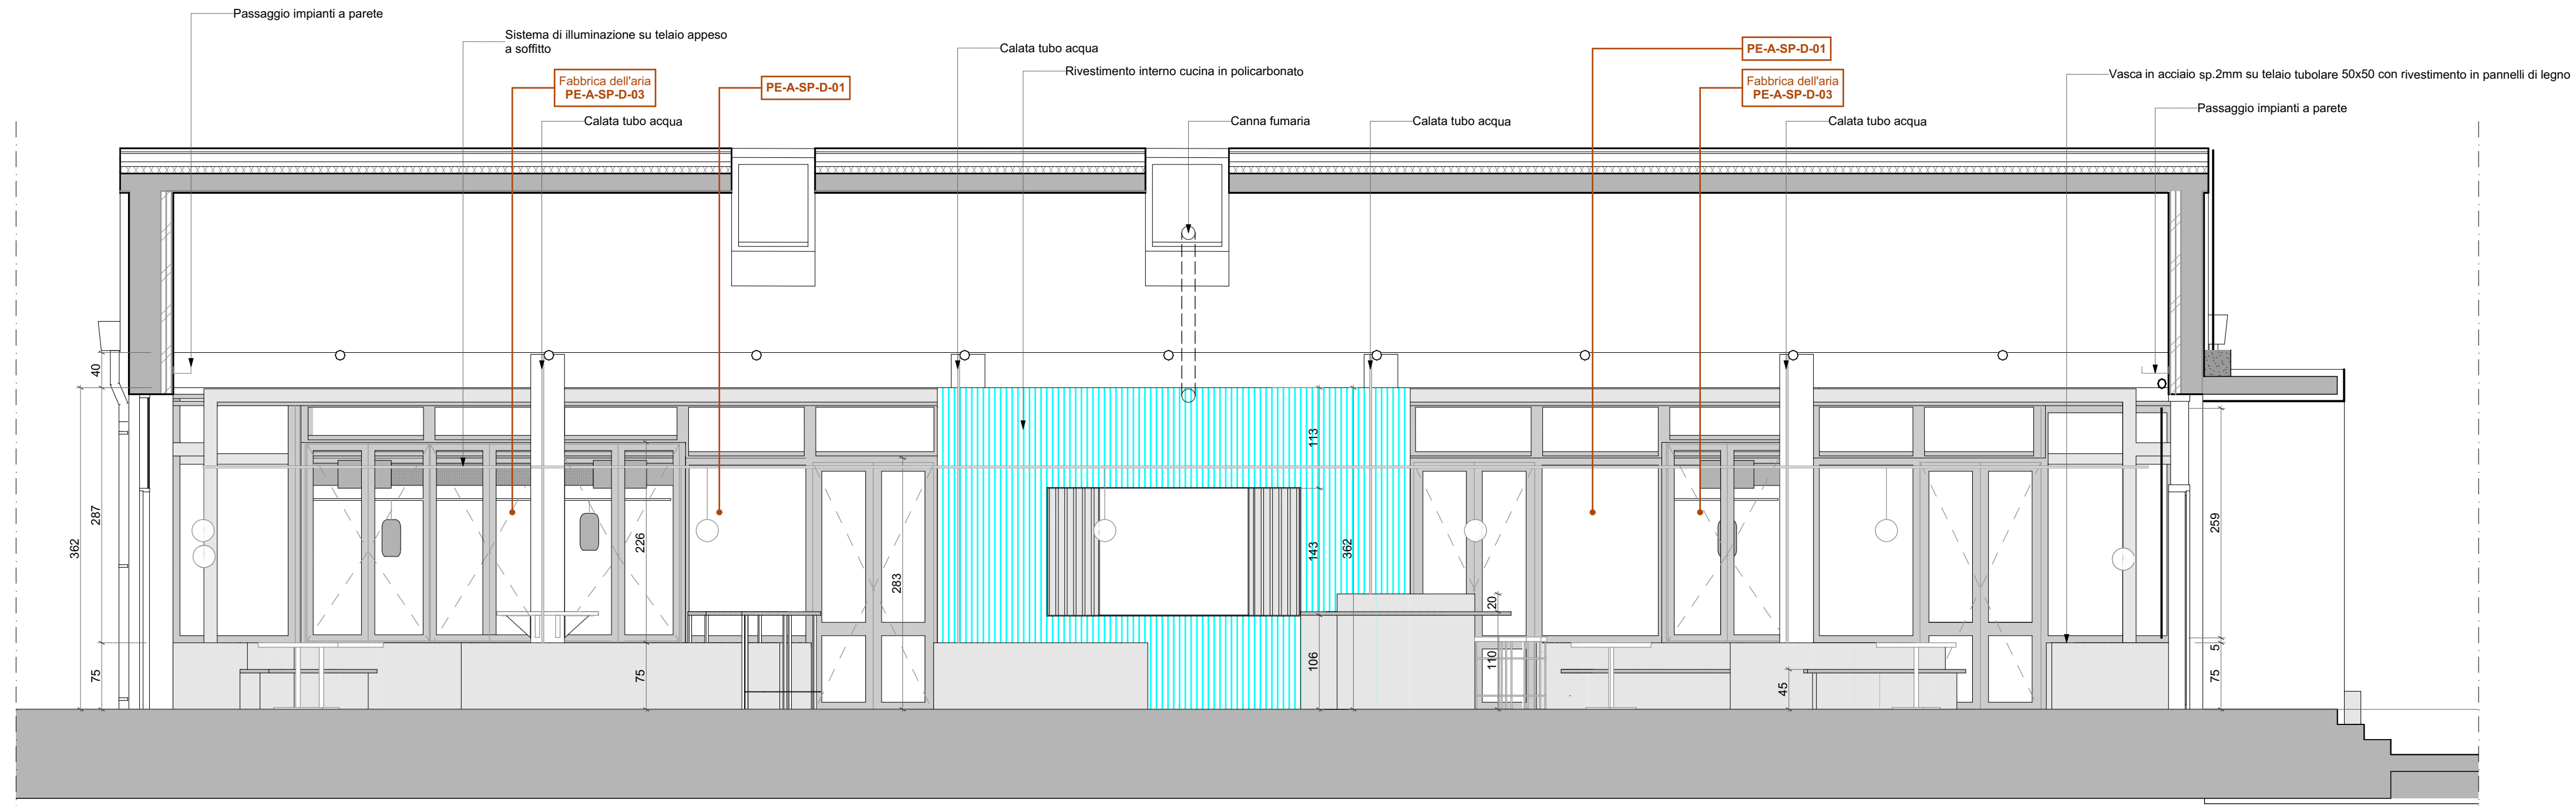 Passaggio impianti a parete
Sistema di illuminazione su telaio appeso
a soffitto
Calata tubo acqua
Rivestimento interno cucina in policarbonato
PE-A-SP-D-01
Fabbrica dell'aria
PE-A-SP-D-03
Vasca in acciaio sp.2mm su telaio tubolare 50x50 con rivestimento in pannelli di legno
Fabbrica dell'aria
PE-A-SP-D-03
PE-A-SP-D-01
Passaggio impianti a parete
Calata tubo acqua
Canna fumaria
Calata tubo acqua
Calata tubo acqua
40
287
362
75
226
75
283
113
143
362
106
20
110
45
259
5
75